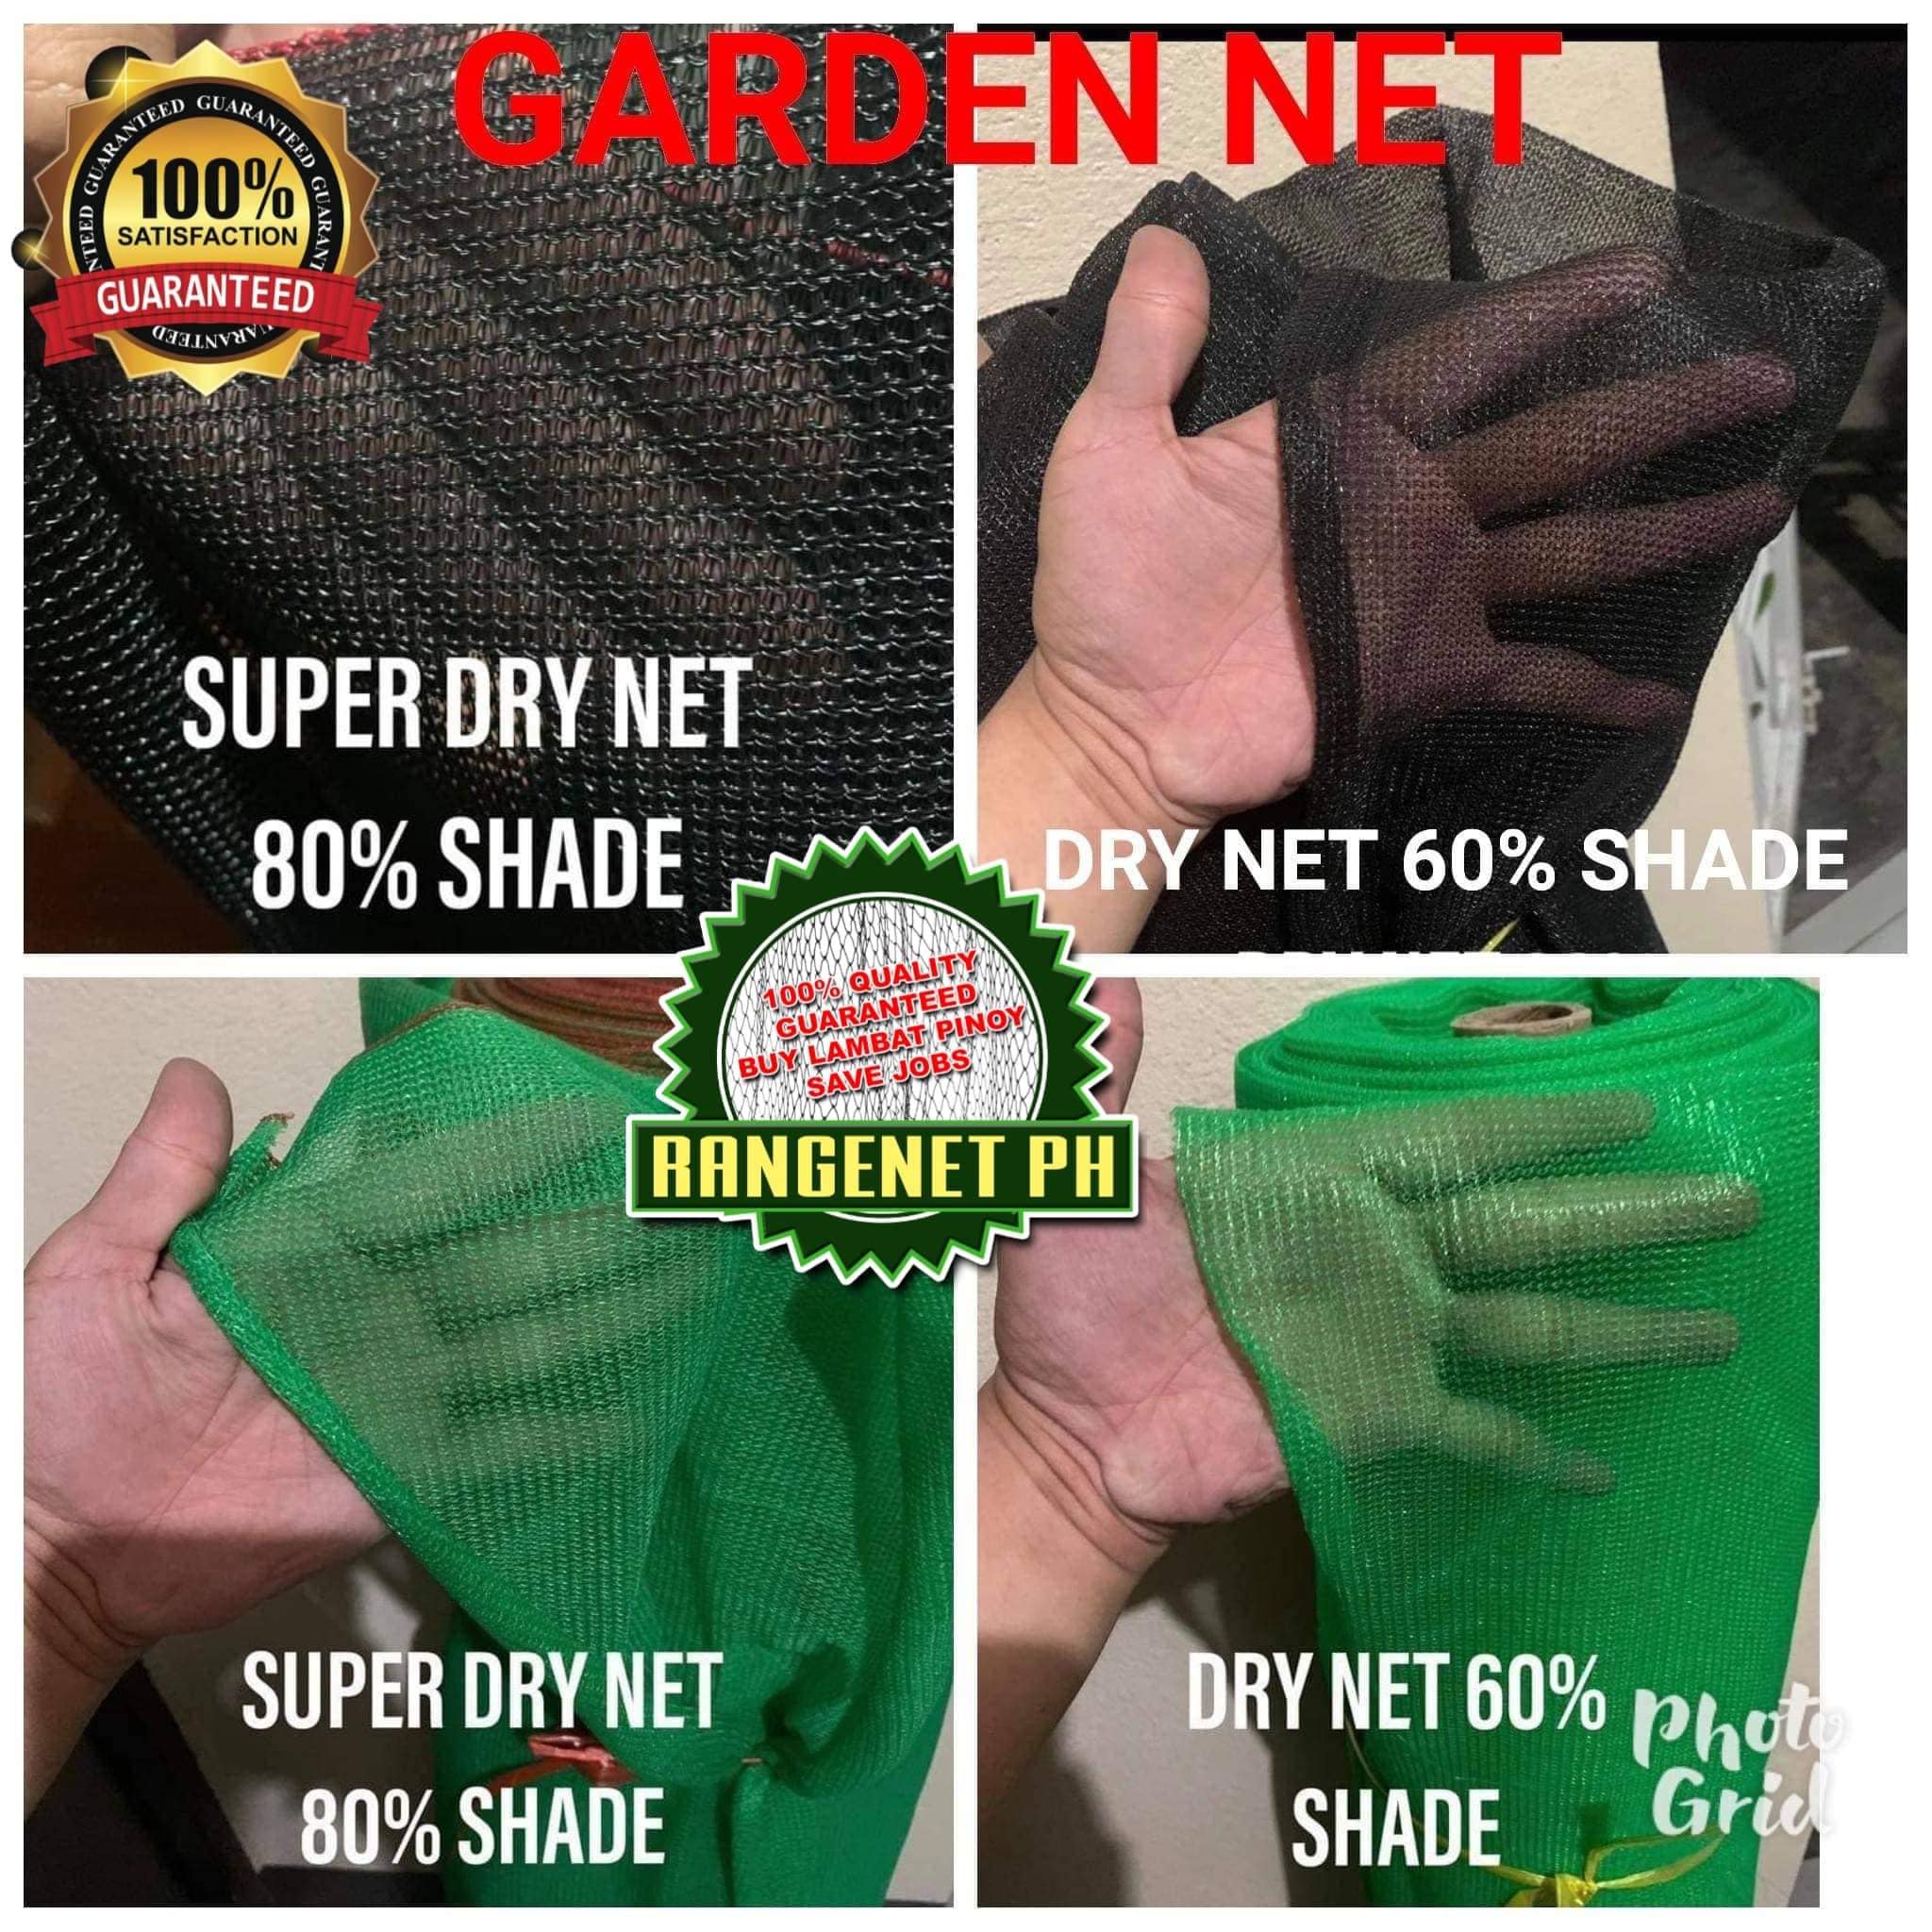 GARDEN NET
GUARANTEED GUARANTEED GUARANTEED
100%
SATISFACTION
GUARANTEED
SUPER DRY NET
80% SHADE
DRY NET 60% SHADE
100% QUALITY
GUARANTEED
BUY LAMBAT PINOY
SAVE JOBS
RANGENET PH
SUPER DRY NET
80% SHADE
DRY NET 60%
SHADE
Photo
Grid